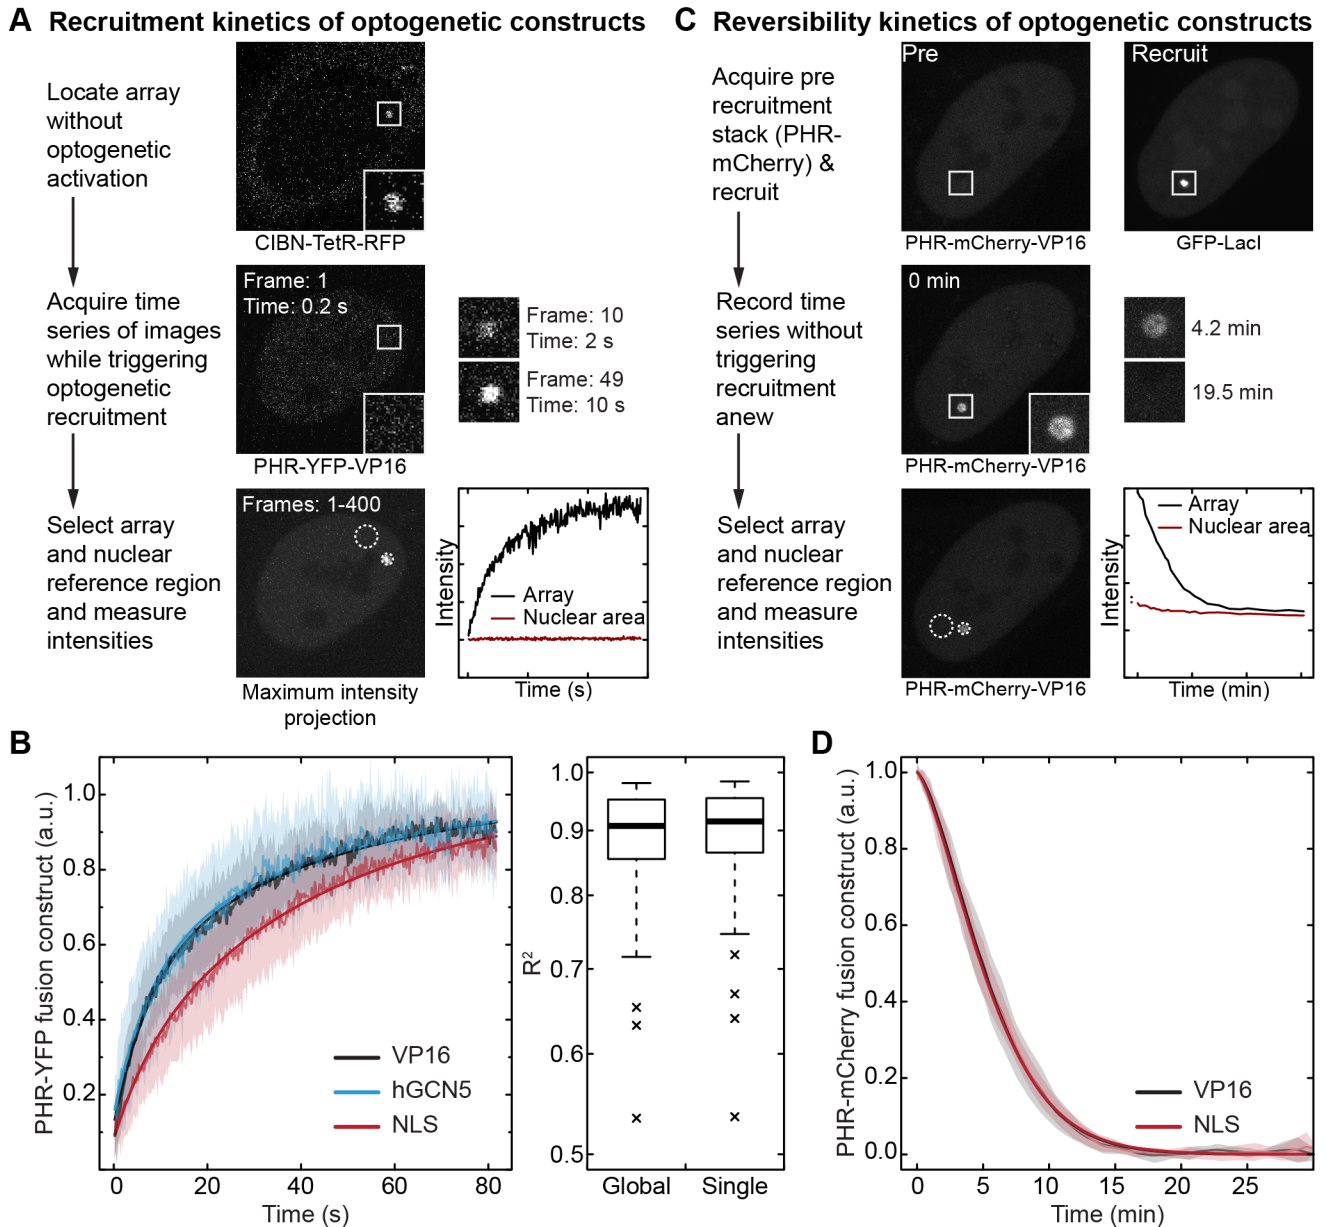 A Recruitment kinetics of optogenetic constructs
Locate array
without
optogenetic
activation
CIBN-TetR-RFP
Acquire time
series of images
while triggering
optogenetic
recruitment
Frame: 1
Time: 0.2 s
PHR-YFP-VP16
Frame: 10
Time: 2 s
Frame: 49
Time: 10 s
Select array
and nuclear
reference region
and measure
intensities
Frames: 1-400
Maximum intensity
projection
Intensity
Array
Nuclear area
Time (s)
C Reversibility kinetics of optogenetic constructs
Acquire pre
recruitment
stack (PHR-
mCherry) &
recruit
Pre
PHR-mCherry-VP16
Recruit
GFP-LacI
Record time
series without
triggering
recruitment
anew
0 min
PHR-mCherry-VP16
4.2 min
19.5 min
Select array
and nuclear
reference region
and measure
intensities
PHR-mCherry-VP16
Intensity
Array
Nuclear area
Time (min)
B
PHR-YFP fusion construct (a.u.)
1.0
0.8
0.6
0.4
0.2
VP16
hGCN5
NLS
0 20 40 60 80
Time (s)
R2
1.0
0.9
0.8
0.7
0.6
0.5
Global Single
D
PHR-mCherry fusion construct (a.u.)
1.0
0.8
0.6
0.4
0.2
0.0
VP16
NLS
0 5 10 15 20 25
Time (min)